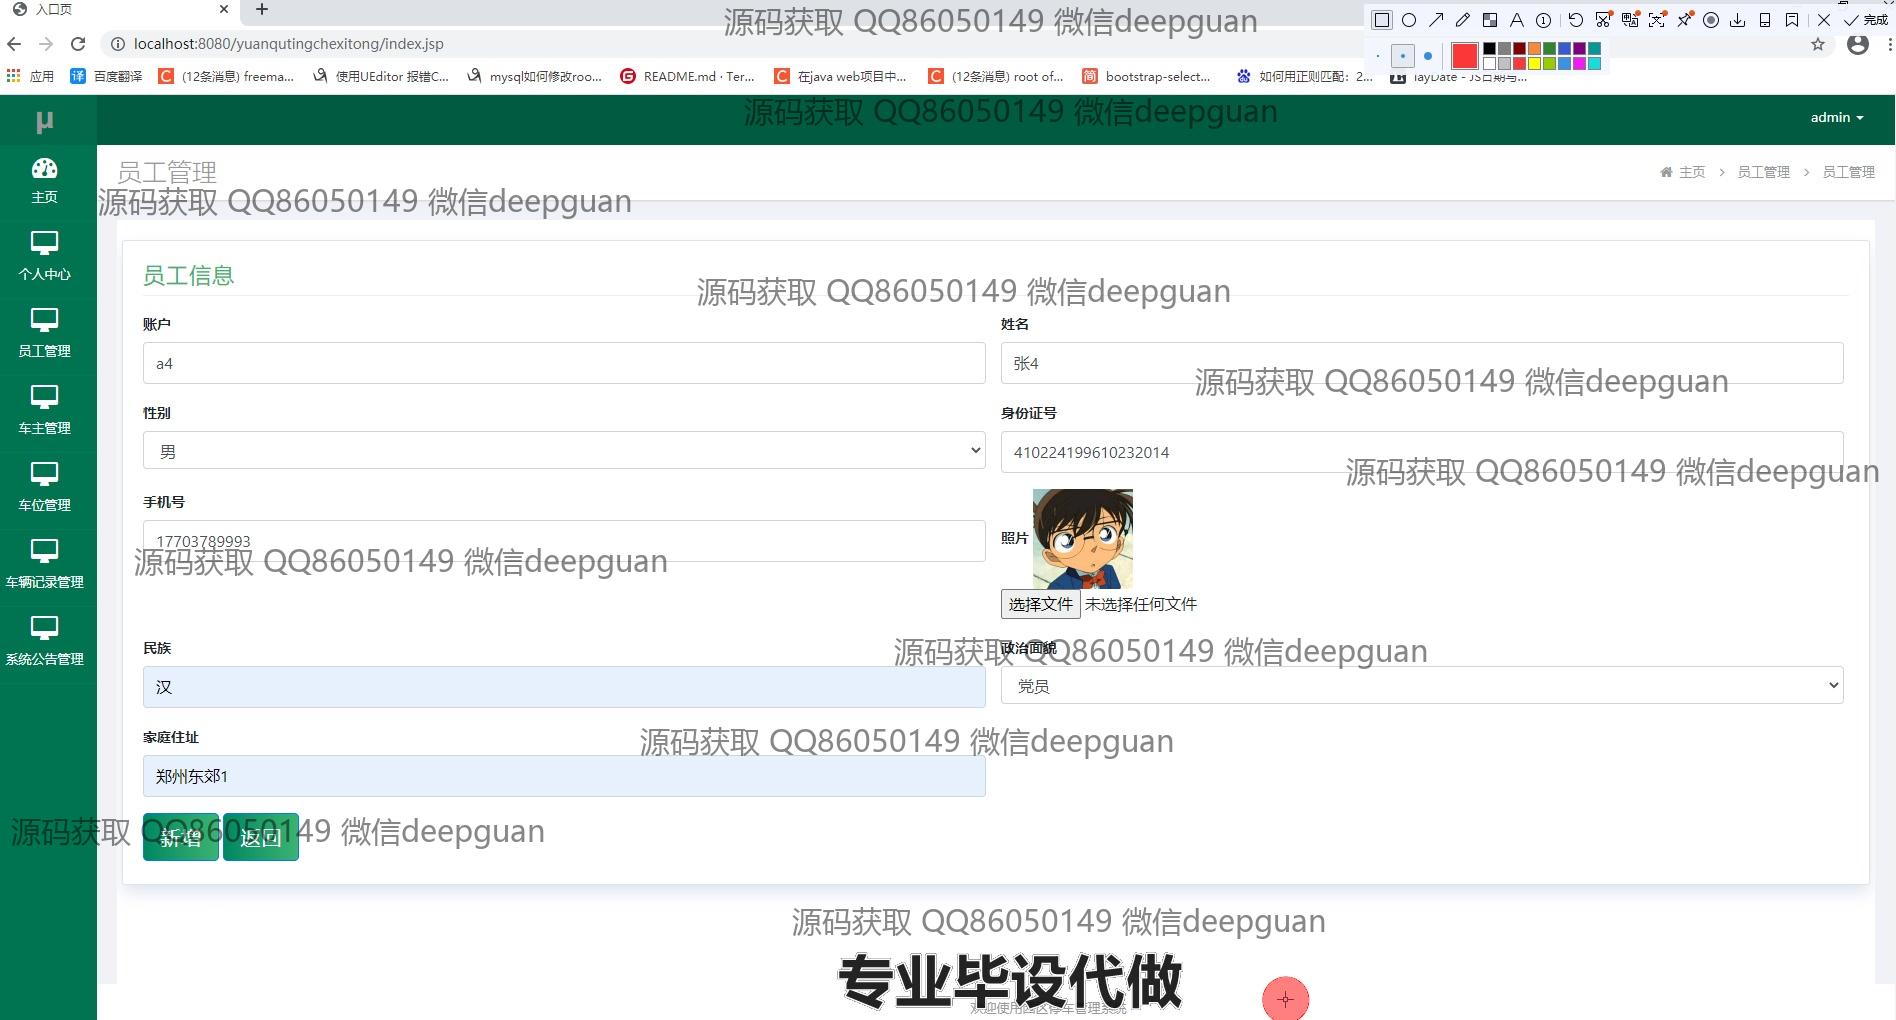 入口页
源码获取 QQ86050149 微信deepguan
完成
localhost:8080/yuanqutingchexitong/index.jsp
应用 百度翻译 (12条消息) freema... 使用UEditor 报错C... mysql如何修改roo... README.md · Ter... 在java web项目中... (12条消息) root of... bootstrap-select... 如何用正则匹配：2... layDate - JS日期与...
源码获取 QQ86050149 微信deepguan
μ
admin
员工管理
主页 > 员工管理 > 员工管理
源码获取 QQ86050149 微信deepguan
主页
个人中心
员工管理
车主管理
车位管理
车辆记录管理
系统公告管理
员工信息
源码获取 QQ86050149 微信deepguan
账户 姓名
a4 张4
源码获取 QQ86050149 微信deepguan
性别 身份证号
男 410224199610232014
源码获取 QQ86050149 微信deepguan
手机号
17703789993
照片
源码获取 QQ86050149 微信deepguan
选择文件 未选择任何文件
民族 政治面貌
源码获取 QQ86050149 微信deepguan
汉 党员
家庭住址
源码获取 QQ86050149 微信deepguan
郑州东郊1
新增 返回
源码获取 QQ86050149 微信deepguan
源码获取 QQ86050149 微信deepguan
专业毕设代做
欢迎使用园区停车管理系统